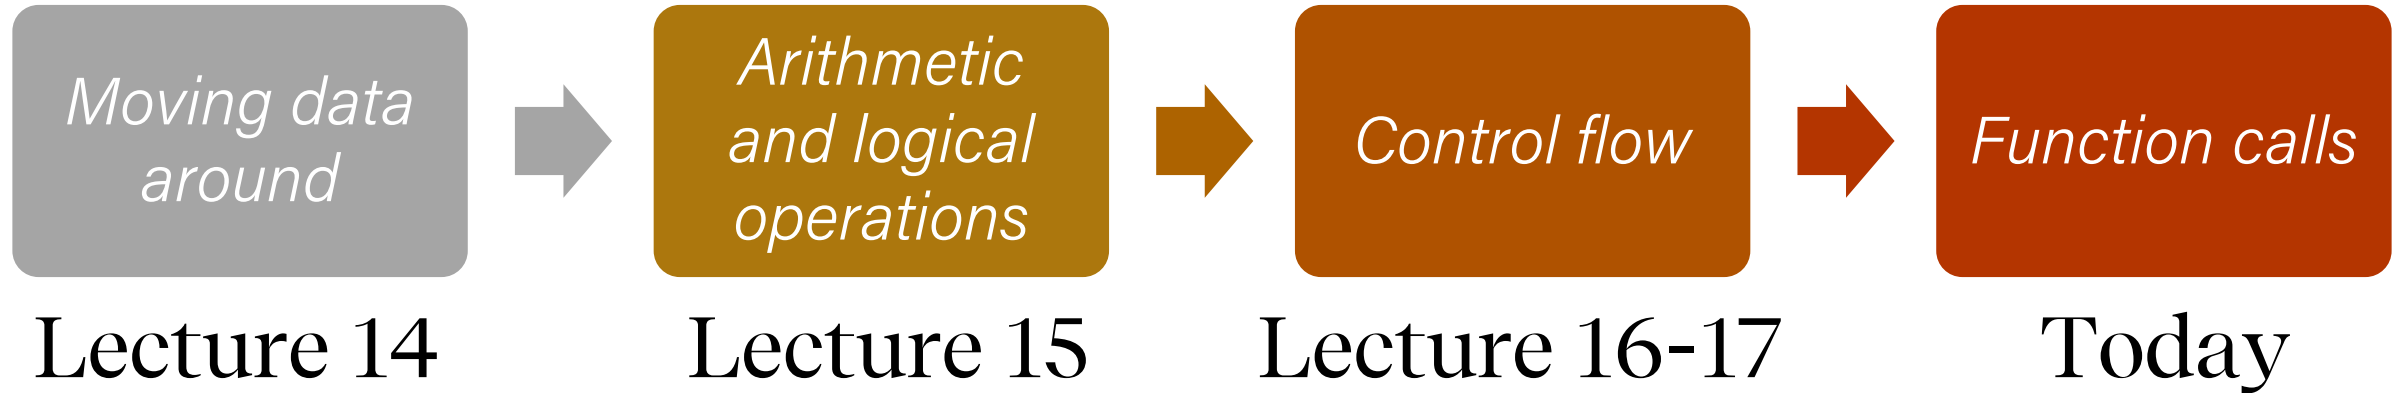 Moving data
around
Arithmetic
and logical
operations
Control flow
Function calls
Lecture 14
Lecture 15
Lecture 16-17
Today